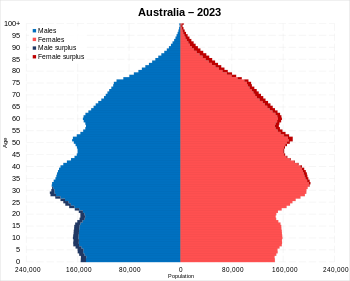 Australia – 2023
Males
Females
Male surplus
Female surplus
Age
100+
95
90
85
80
75
70
65
60
55
50
45
40
35
30
25
20
15
10
5
0
240,000 160,000 80,000 0 80,000 160,000 240,000
Population